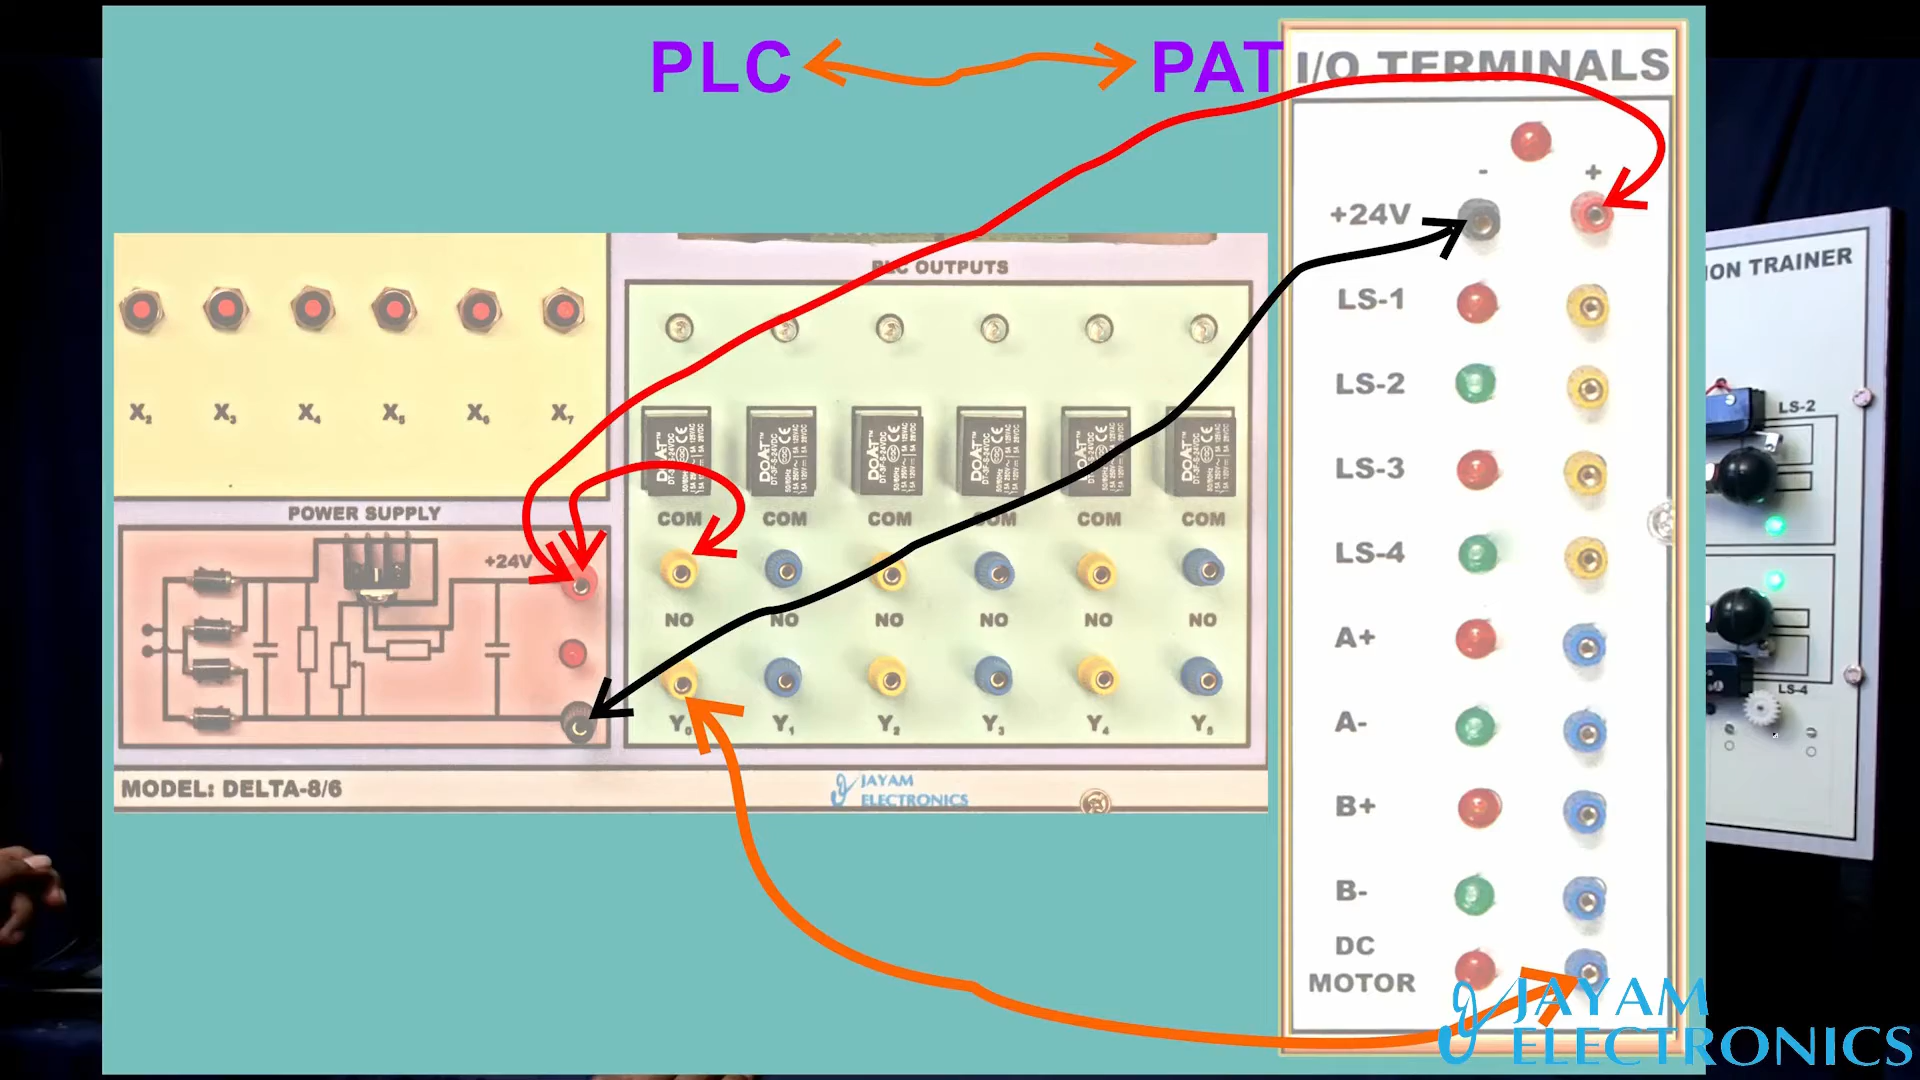 PLC PAT
I/O TERMINALS
- +
+24V
LS-1
LS-2
LS-3
LS-4
A+
A-
B+
B-
DC
MOTOR
PLC OUTPUTS
X2 X3 X4 X5 X6 X7
POWER SUPPLY
+24V
COM COM COM COM COM COM
NO NO NO NO NO NO
Y0 Y1 Y2 Y3 Y4 Y5
MODEL: DELTA-8/6
JAYAM
ELECTRONICS
ION TRAINER
LS-2
LS-4
JAYAM
ELECTRONICS